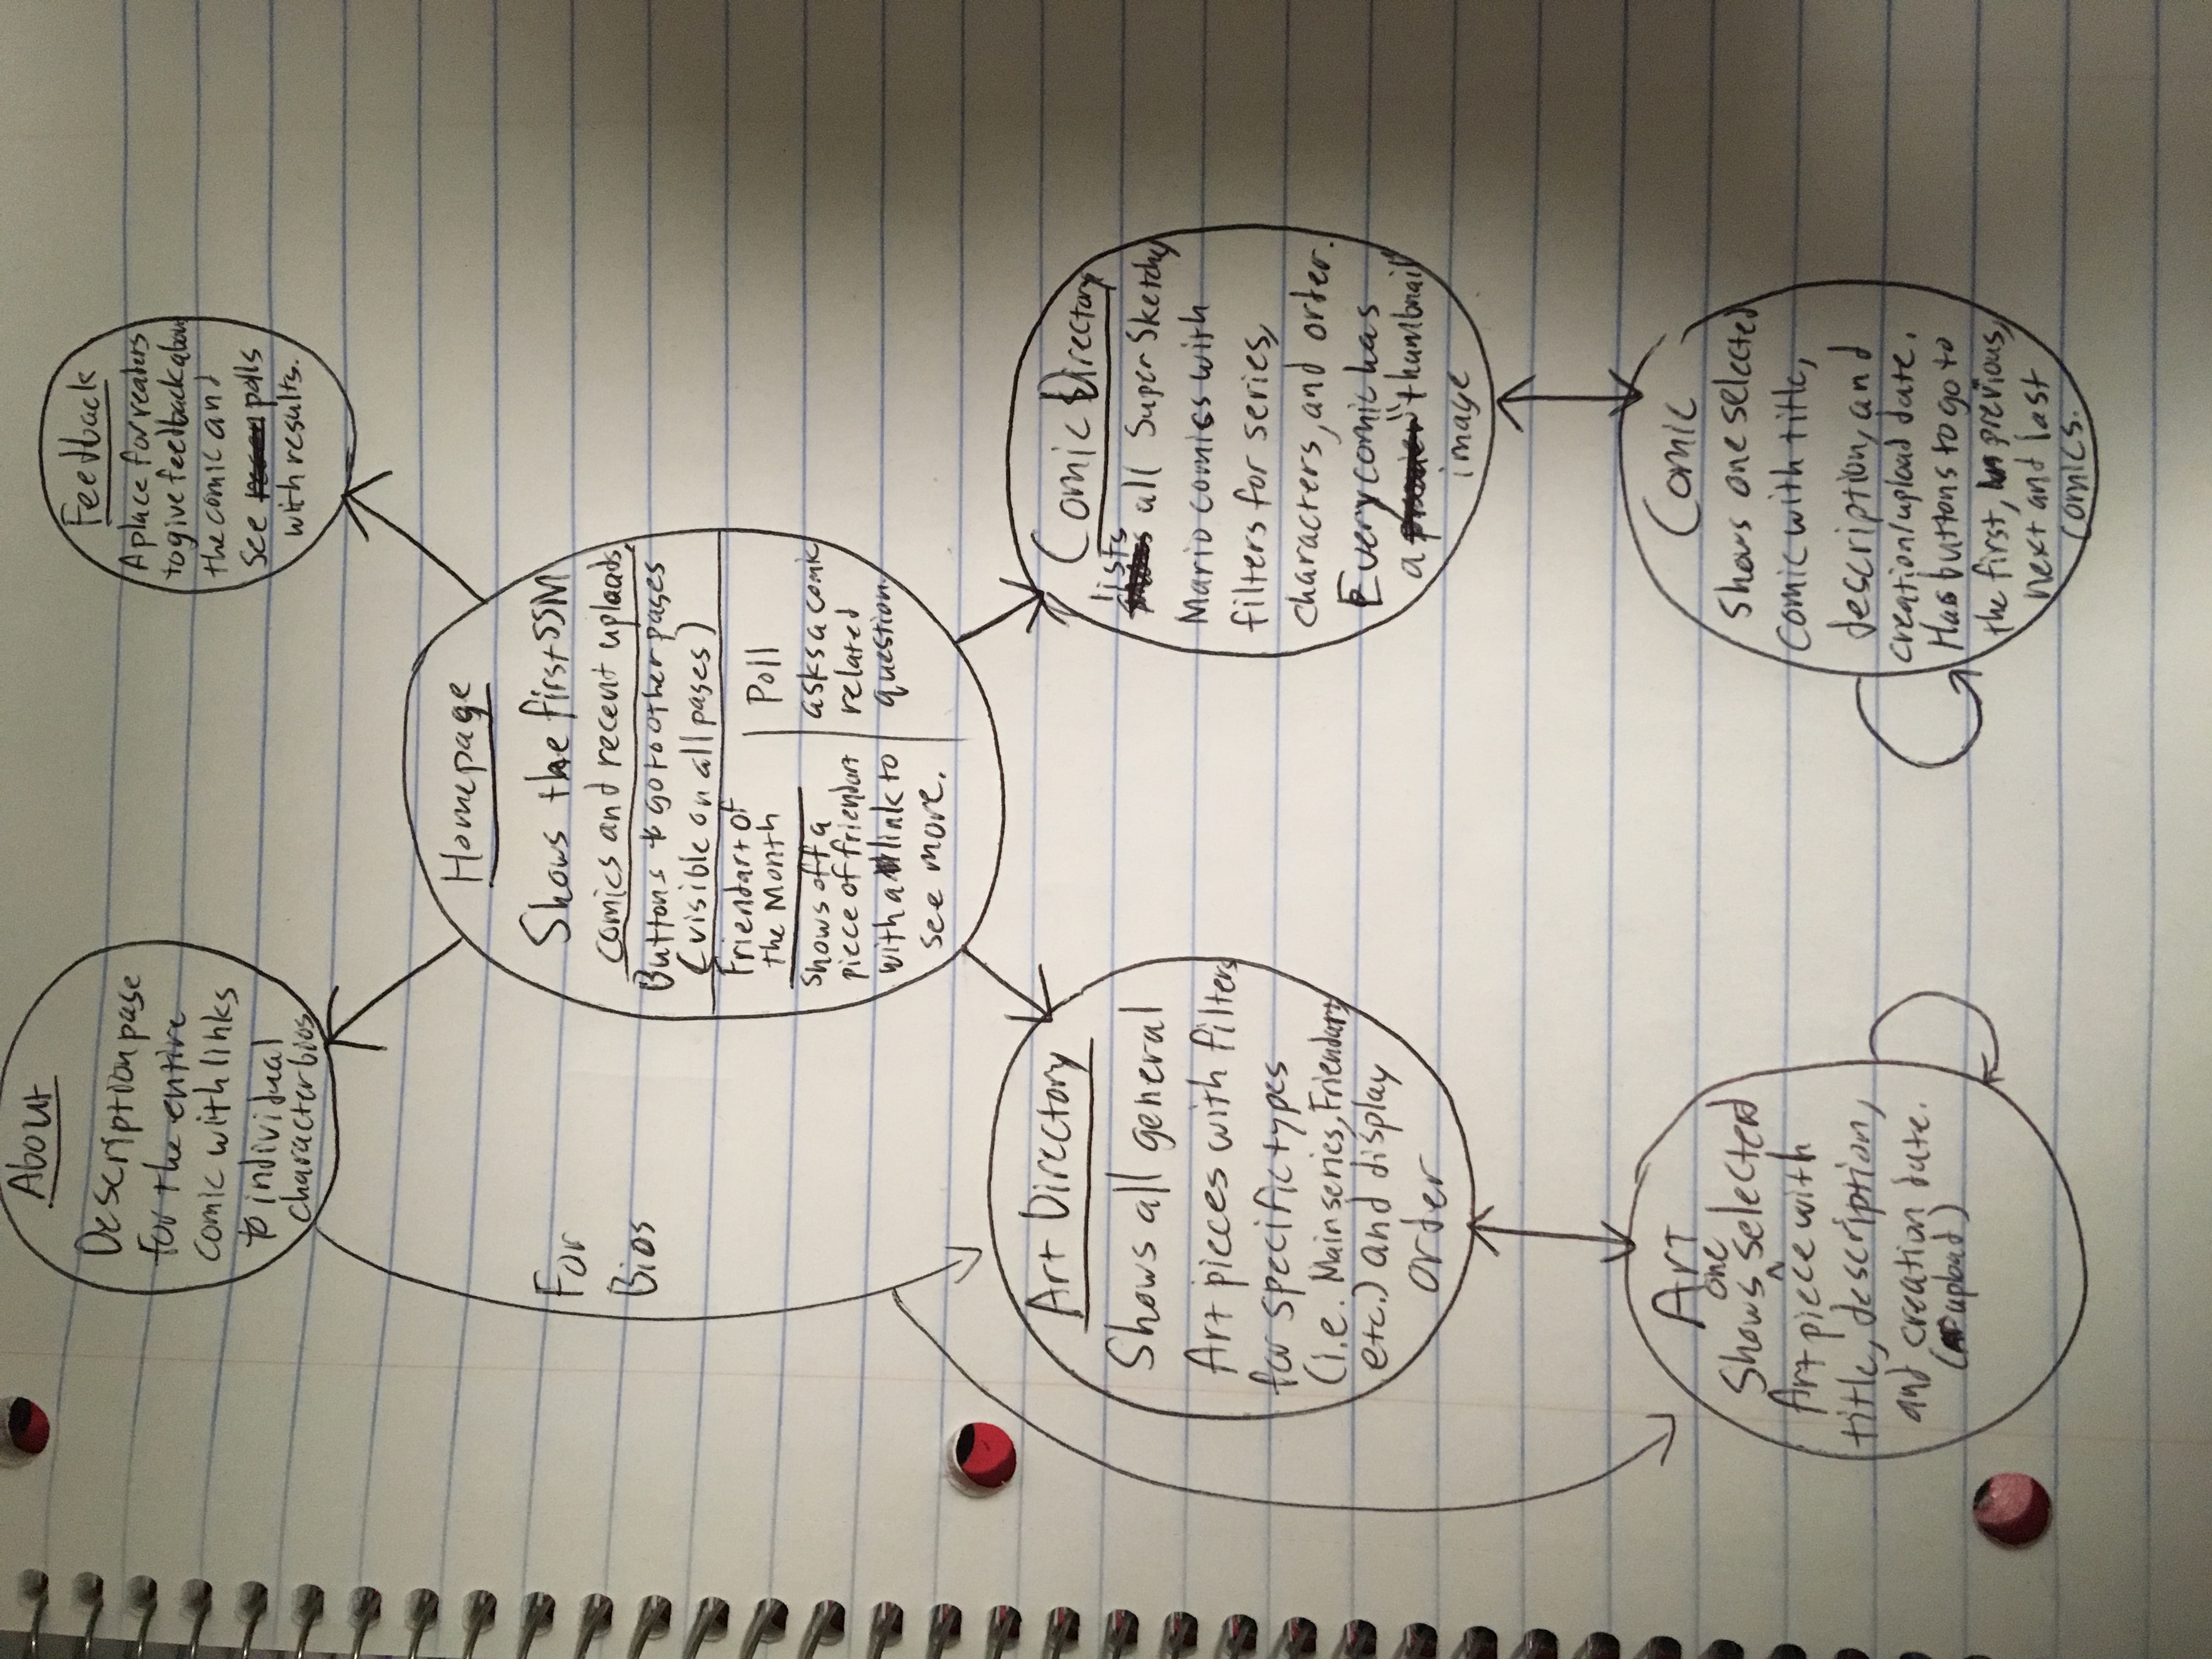 About
Description page
for the entire
comic with links
to individual
character bios
Feedback
A place for readers
to give feedback abou
the comic and
see polls
with results.
For
Bios
Homepage
Shows the first SSM
comics and recent uploads,
Buttons to go to other pages
(visible on all pages)
Friendart of
the Month
shows off a
piece of friendart
with a link to
see more.
Poll
asks a comic
related
question.
Art Directory
Shows all general
Art pieces with filters
for specific types
(i.e. Main series, Friendart,
etc.) and display
order
Comic Directory
lists
all Super Sketchy
Mario comics with
filters for series,
characters, and order.
Every comic has
a "thumbnail"
image
Art
one
Shows ^ selected
Art piece with
title, description,
and creation date.
(upload)
Comic
Shows one selected
Comic with title,
description, and
creation/upload date.
Has buttons to go to
the first, previous,
next and last
comics.